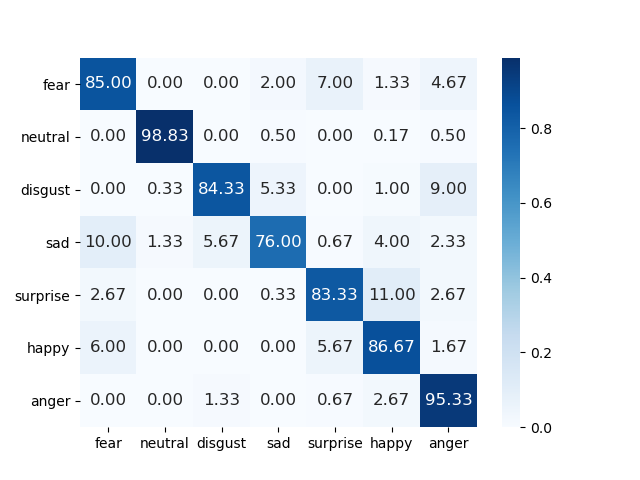 fear 85.00 0.00 0.00 2.00 7.00 1.33 4.67
neutral 0.00 98.83 0.00 0.50 0.00 0.17 0.50
disgust 0.00 0.33 84.33 5.33 0.00 1.00 9.00
sad 10.00 1.33 5.67 76.00 0.67 4.00 2.33
surprise 2.67 0.00 0.00 0.33 83.33 11.00 2.67
happy 6.00 0.00 0.00 0.00 5.67 86.67 1.67
anger 0.00 0.00 1.33 0.00 0.67 2.67 95.33
fear neutral disgust sad surprise happy anger
0.8
0.6
0.4
0.2
0.0